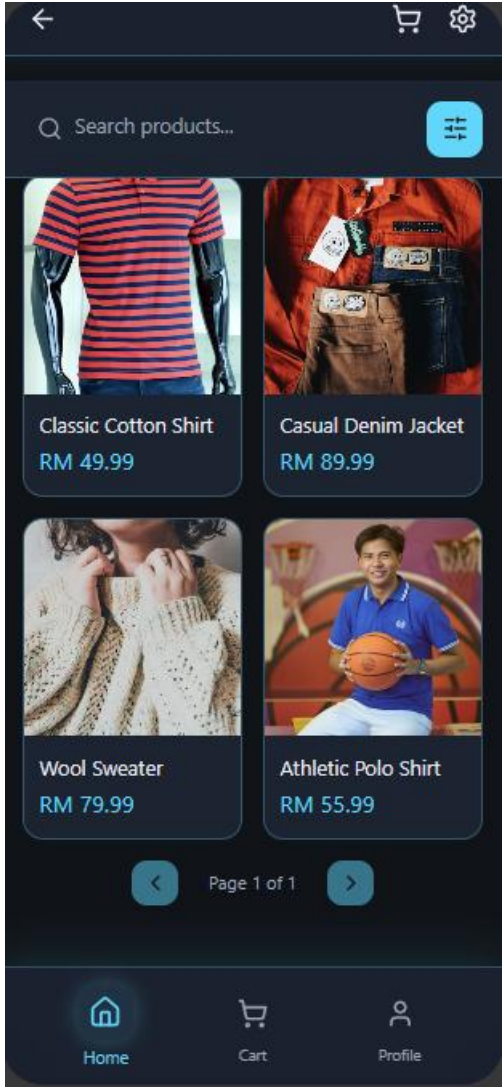 Search products...
Classic Cotton Shirt
RM 49.99
Casual Denim Jacket
RM 89.99
Wool Sweater
RM 79.99
Athletic Polo Shirt
RM 55.99
Page 1 of 1
Home
Cart
Profile